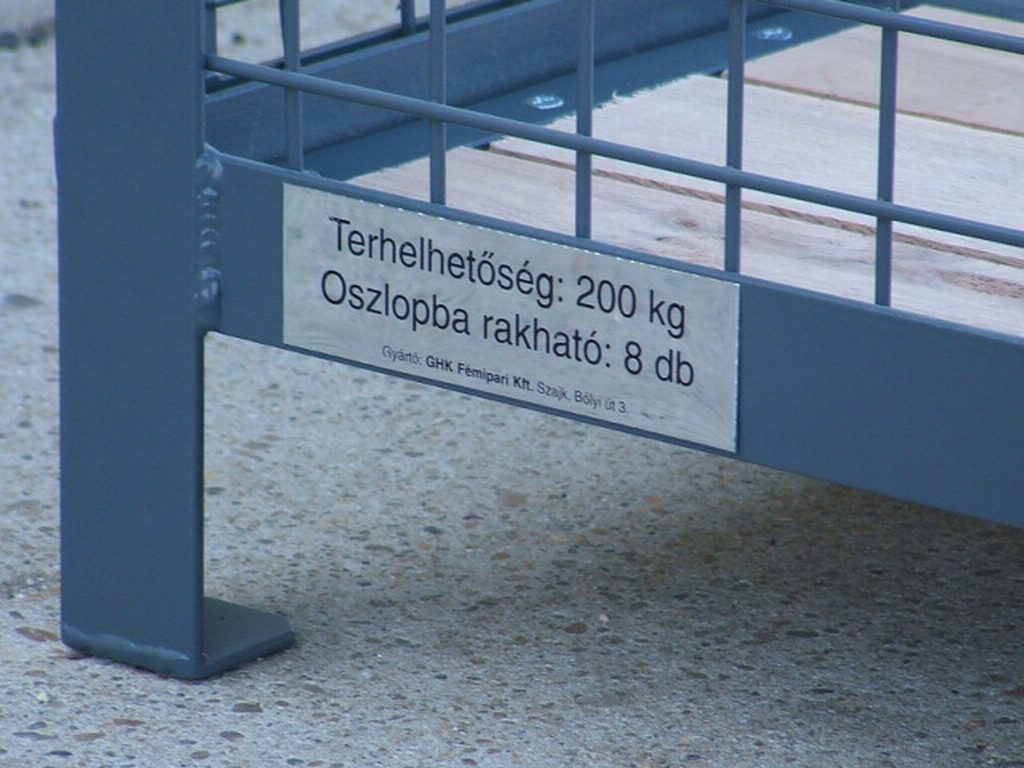 Terhelhetőség: 200 kg
Oszlopba rakható: 8 db
Gyártó: GHK Fémipari Kft. Szajk, Bólyi út 3.